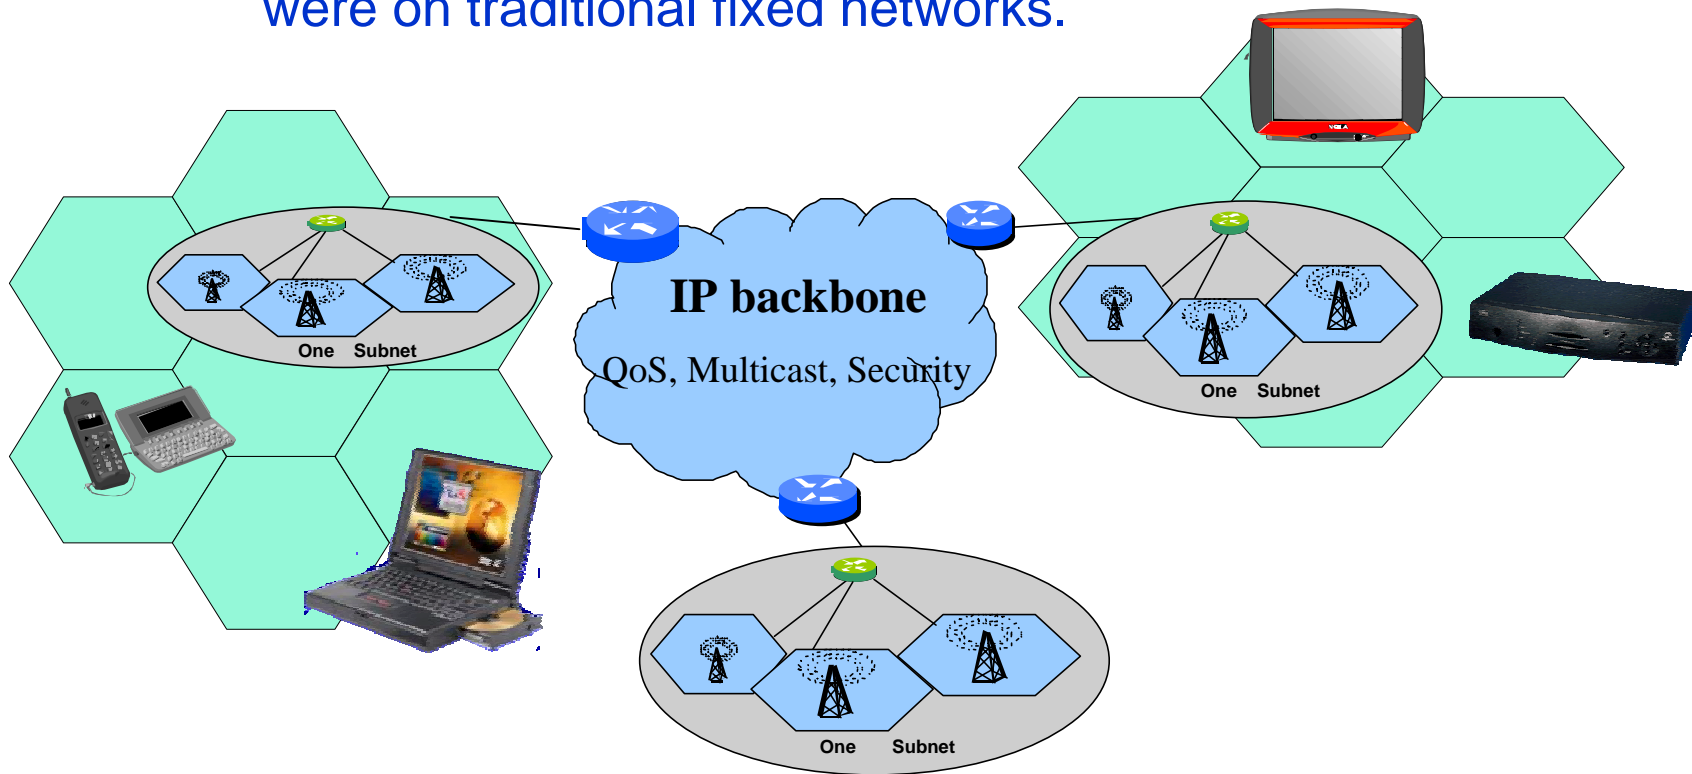 were on traditional fixed networks.
IP backbone
QoS, Multicast, Security
One Subnet
One Subnet
One Subnet